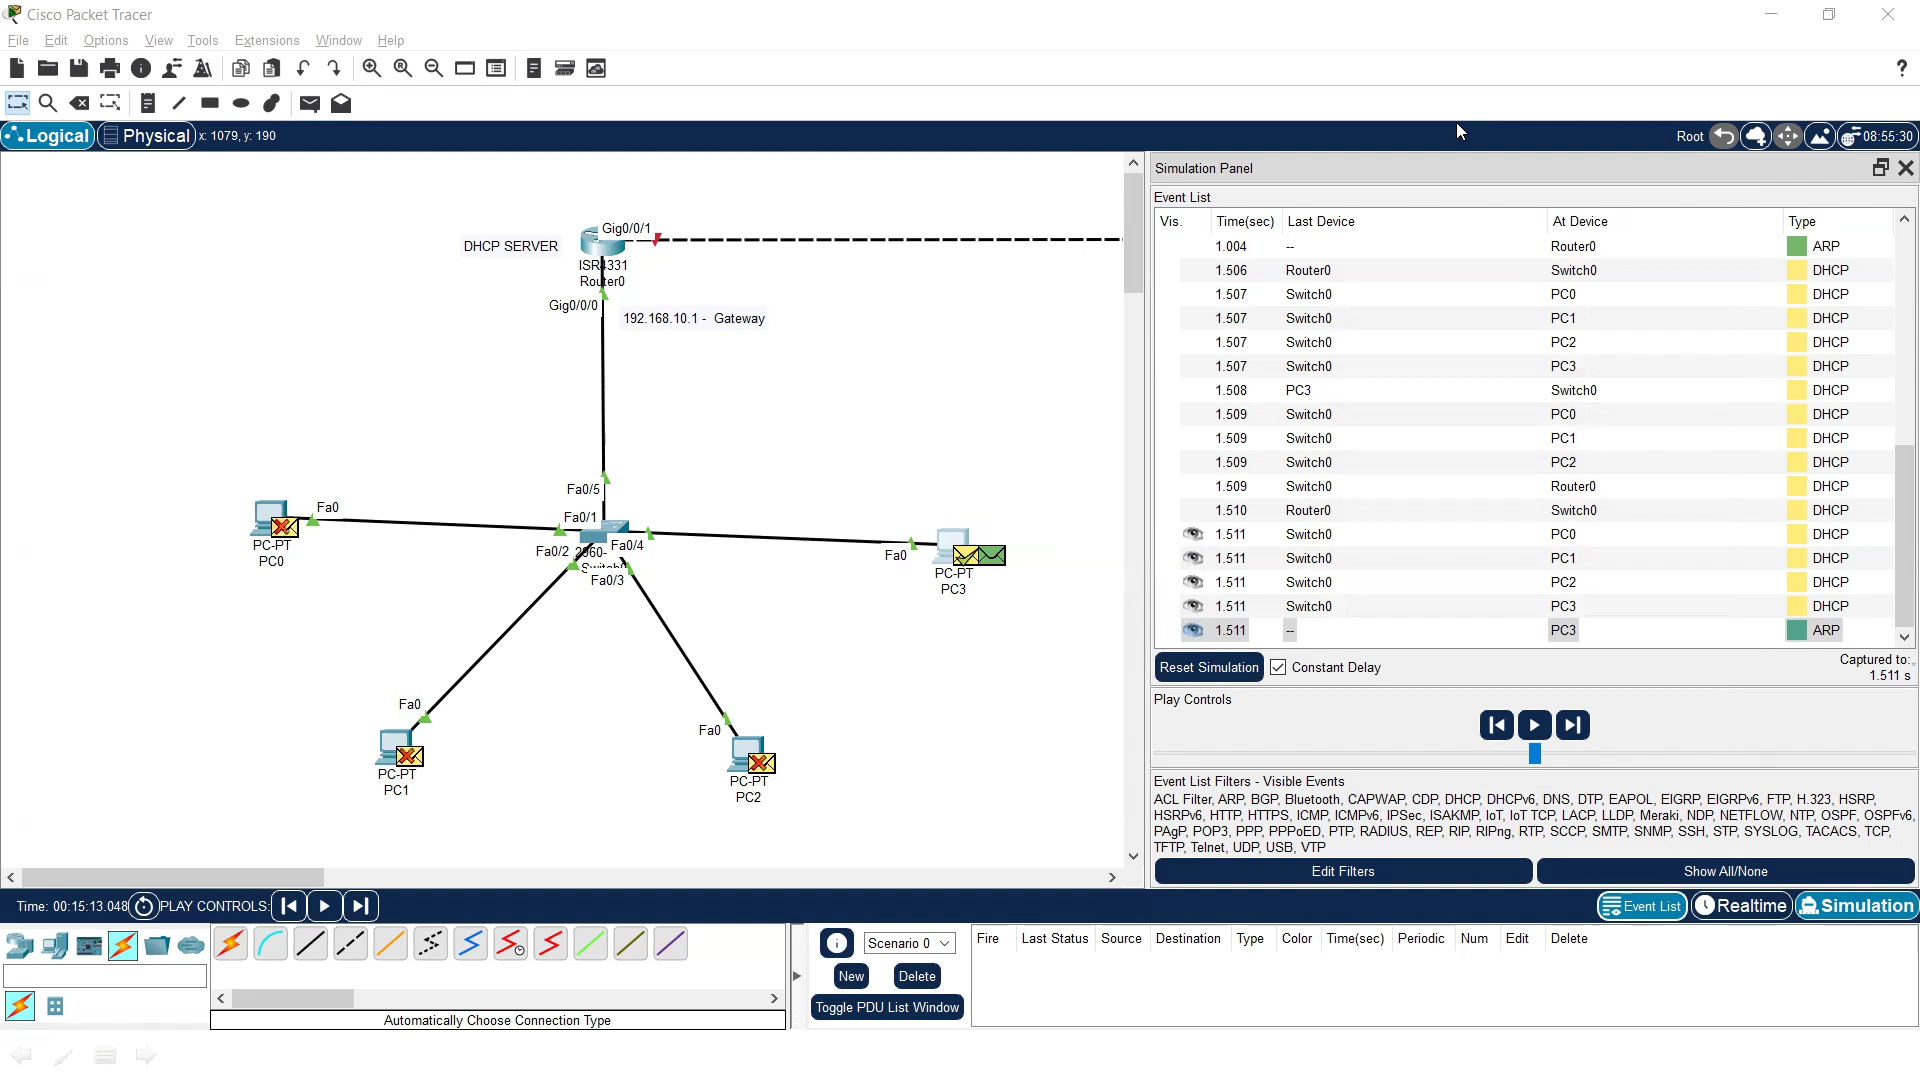 Cisco Packet Tracer
File Edit Options View Tools Extensions Window Help
?
Logical Physical x: 1079, y: 190 Root 08:55:30
Gig0/0/1
DHCP SERVER
ISR4331
Router0
Gig0/0/0
192.168.10.1 - Gateway
Fa0/5
Fa0/1
Fa0/2 2960- Fa0/4
Switch0
Fa0/3
Fa0
PC-PT
PC0
Fa0
PC-PT
PC3
Fa0
PC-PT
PC1
Fa0
PC-PT
PC2
Simulation Panel
Event List
Vis. Time(sec) Last Device At Device Type
1.004 -- Router0 ARP
1.506 Router0 Switch0 DHCP
1.507 Switch0 PC0 DHCP
1.507 Switch0 PC1 DHCP
1.507 Switch0 PC2 DHCP
1.507 Switch0 PC3 DHCP
1.508 PC3 Switch0 DHCP
1.509 Switch0 PC0 DHCP
1.509 Switch0 PC1 DHCP
1.509 Switch0 PC2 DHCP
1.509 Switch0 Router0 DHCP
1.510 Router0 Switch0 DHCP
1.511 Switch0 PC0 DHCP
1.511 Switch0 PC1 DHCP
1.511 Switch0 PC2 DHCP
1.511 Switch0 PC3 DHCP
1.511 -- PC3 ARP
Reset Simulation Constant Delay Captured to:
1.511 s
Play Controls
Event List Filters - Visible Events
ACL Filter, ARP, BGP, Bluetooth, CAPWAP, CDP, DHCP, DHCPv6, DNS, DTP, EAPOL, EIGRP, EIGRPv6, FTP, H.323, HSRP,
HSRPv6, HTTP, HTTPS, ICMP, ICMPv6, IPSec, ISAKMP, IoT, IoT TCP, LACP, LLDP, Meraki, NDP, NETFLOW, NTP, OSPF, OSPFv6,
PAgP, POP3, PPP, PPPoED, PTP, RADIUS, REP, RIP, RIPng, RTP, SCCP, SMTP, SNMP, SSH, STP, SYSLOG, TACACS, TCP,
TFTP, Telnet, UDP, USB, VTP
Edit Filters Show All/None
Time: 00:15:13.048 PLAY CONTROLS: Event List Realtime Simulation
Automatically Choose Connection Type
Scenario 0
New Delete
Toggle PDU List Window
Fire Last Status Source Destination Type Color Time(sec) Periodic Num Edit Delete